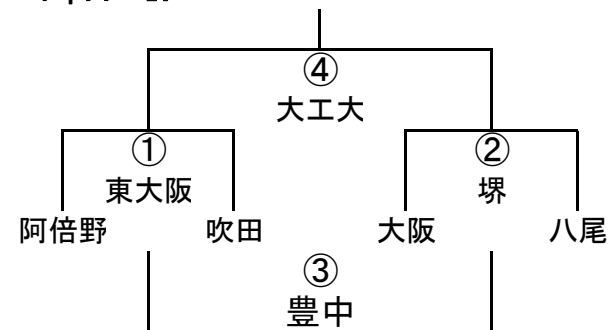 ④
大工大
① ②
東大阪 堺
阿倍野 吹田 大阪 八尾
③
豊中